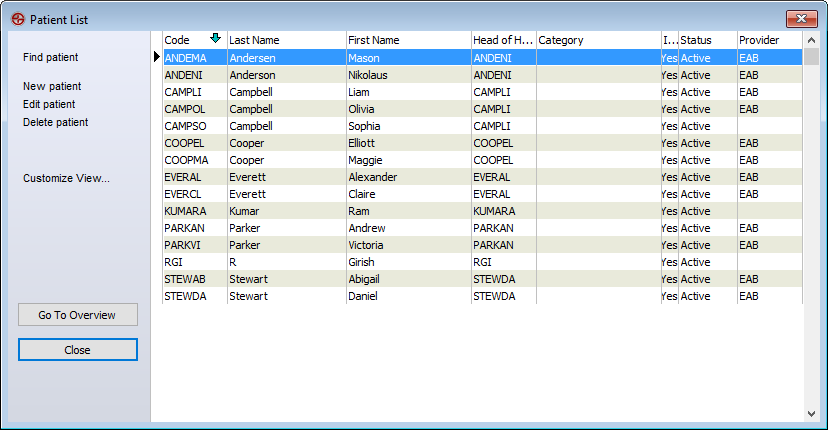 Patient List
Find patient
New patient
Edit patient
Delete patient
Customize View...
Go To Overview
Close
Code Last Name First Name Head of H... Category I... Status Provider
ANDEMA Andersen Mason ANDENI Yes Active EAB
ANDENI Anderson Nikolaus ANDENI Yes Active EAB
CAMPLI Campbell Liam CAMPLI Yes Active EAB
CAMPOL Campbell Olivia CAMPLI Yes Active EAB
CAMPSO Campbell Sophia CAMPLI Yes Active
COOPEL Cooper Elliott COOPEL Yes Active EAB
COOPMA Cooper Maggie COOPEL Yes Active EAB
EVERAL Everett Alexander EVERAL Yes Active EAB
EVERCL Everett Claire EVERAL Yes Active EAB
KUMARA Kumar Ram KUMARA Yes Active
PARKAN Parker Andrew PARKAN Yes Active EAB
PARKVI Parker Victoria PARKAN Yes Active EAB
RGI R Girish RGI Yes Active
STEWAB Stewart Abigail STEWDA Yes Active EAB
STEWDA Stewart Daniel STEWDA Yes Active EAB